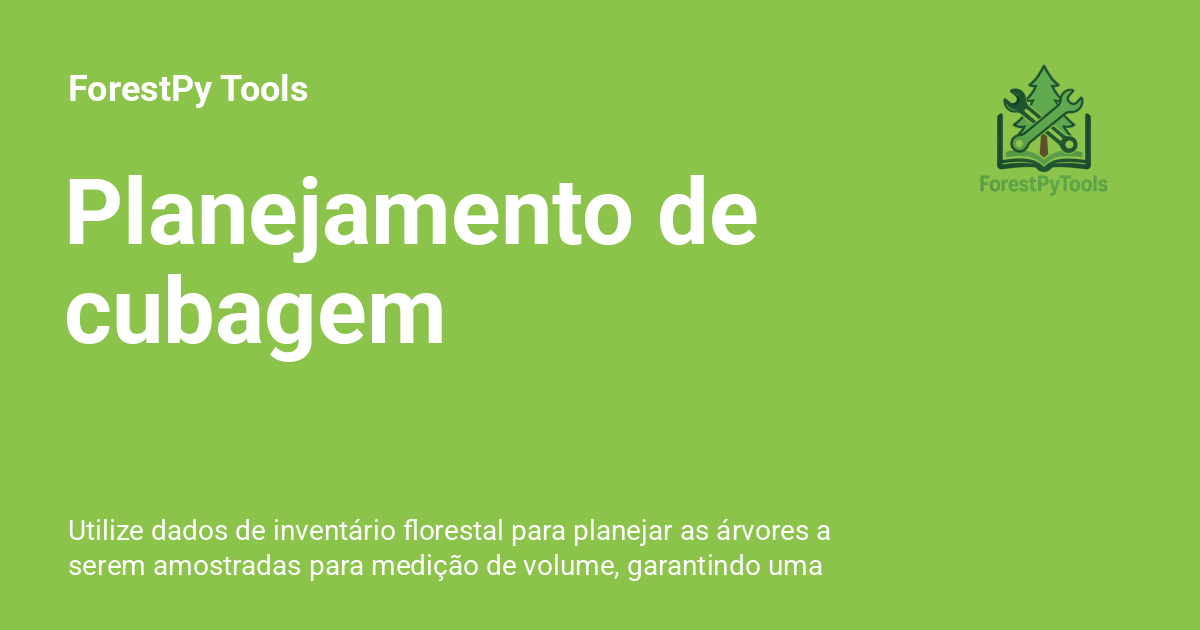 ForestPy Tools
ForestPyTools
Planejamento de
cubagem
Utilize dados de inventário florestal para planejar as árvores a
serem amostradas para medição de volume, garantindo uma